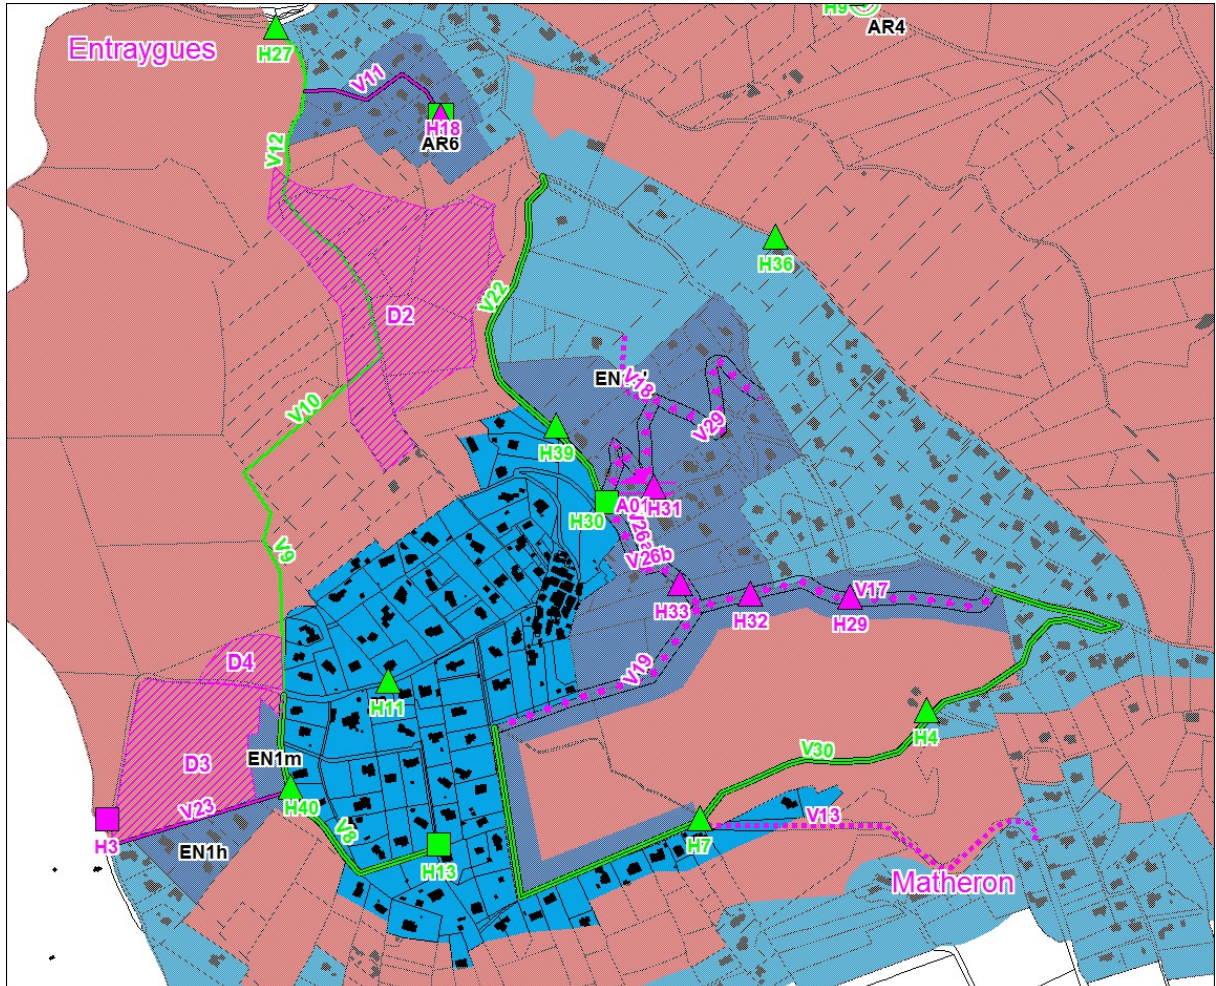 H9
AR4
H27
Entraygues
V11
H18
AR6
V12
H36
V22
D2
V18
V10
V29
H39
A01
H31
H30
V26b
V9
H33
H32
V17
H29
D4
V19
H11
H4
EN1m
V30
D3
H40
V23
V8
V13
H3
H7
EN1h
H13
Matheron